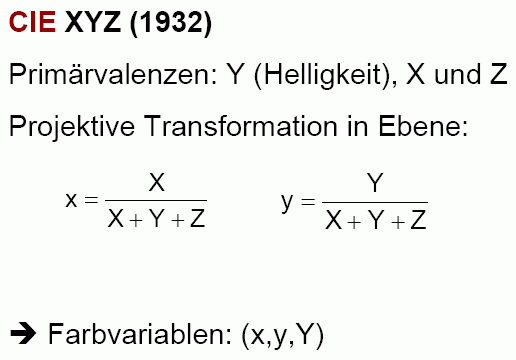 CIE XYZ (1932)
Primärvalenzen: Y (Helligkeit), X und Z
Projektive Transformation in Ebene:
x = X / (X + Y + Z)    y = Y / (X + Y + Z)
➔ Farbvariablen: (x,y,Y)